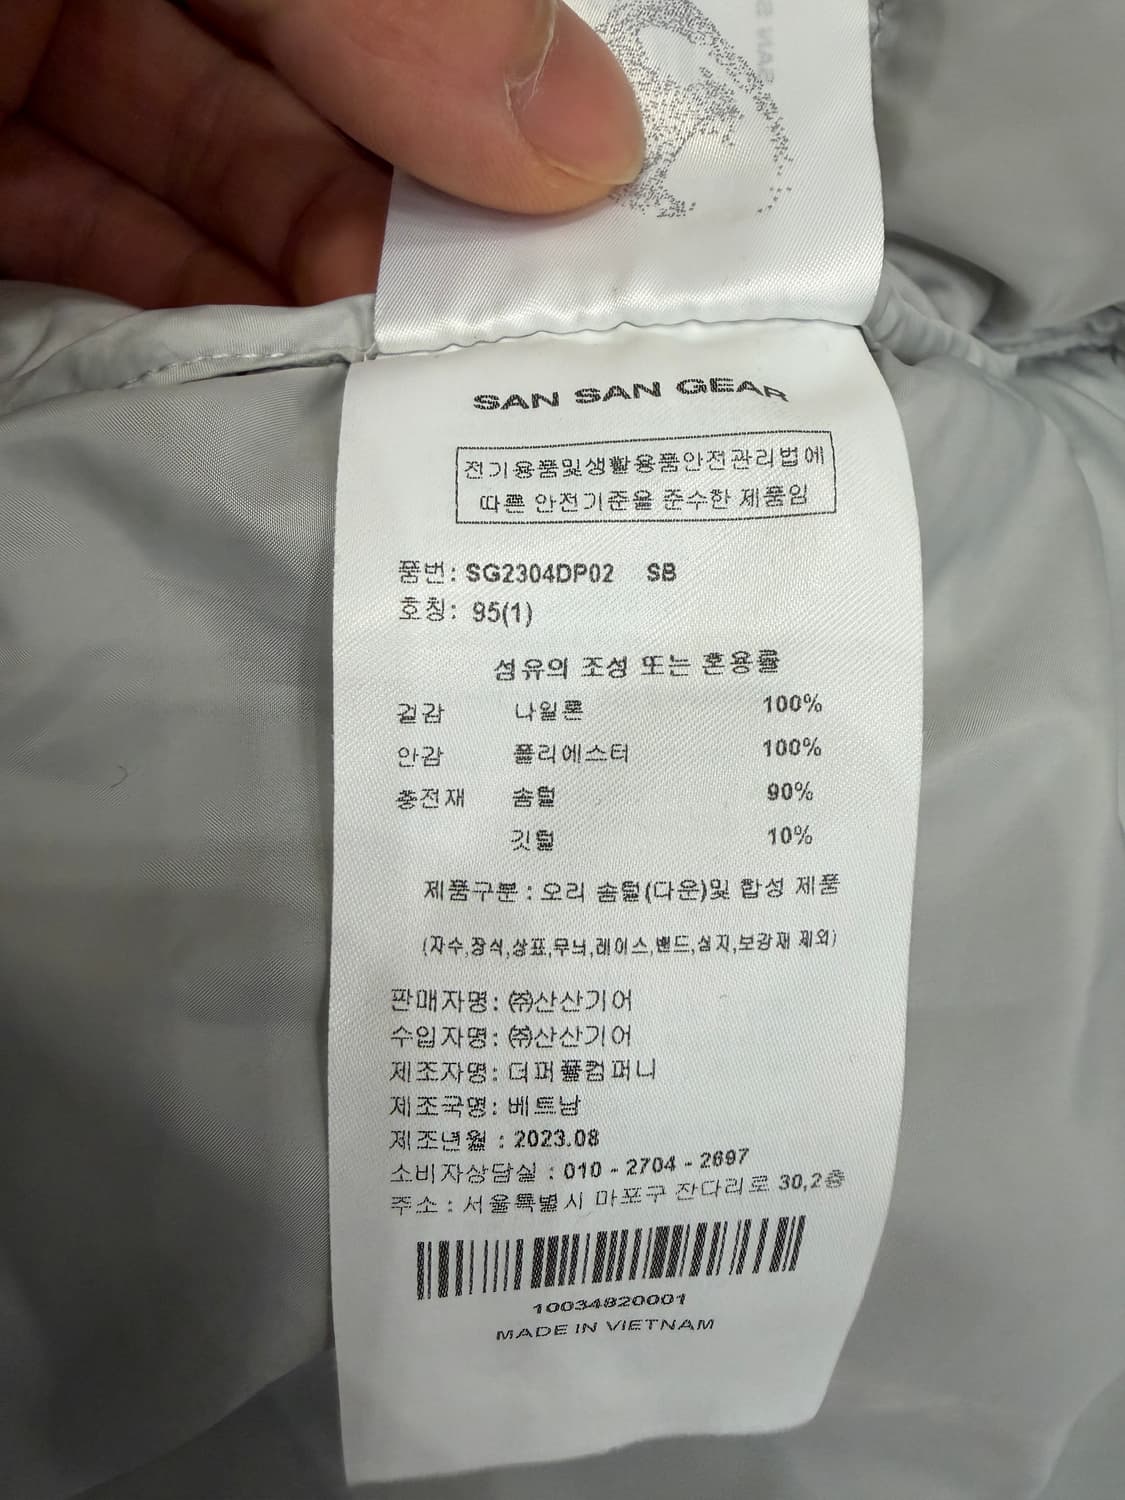 SAN SAN GEAR
전기용품및생활용품안전관리법에
따른 안전기준을 준수한 제품임
품번: SG2304DP02 SB
호칭: 95(1)
섬유의 조성 또는 혼용률
겉감 나일론 100%
안감 폴리에스터 100%
충전재 솜털 90%
깃털 10%
제품구분 : 오리 솜털(다운)및 합성 제품
(자수,장식,상표,무늬,레이스,밴드,심지,보강재 제외)
판매자명: ㈜산산기어
수입자명: ㈜산산기어
제조자명: 더퍼플컴퍼니
제조국명: 베트남
제조년월 : 2023.08
소비자상담실 : 010 - 2704 - 2697
주소 : 서울특별시 마포구 잔다리로 30,2층
10034820001
MADE IN VIETNAM